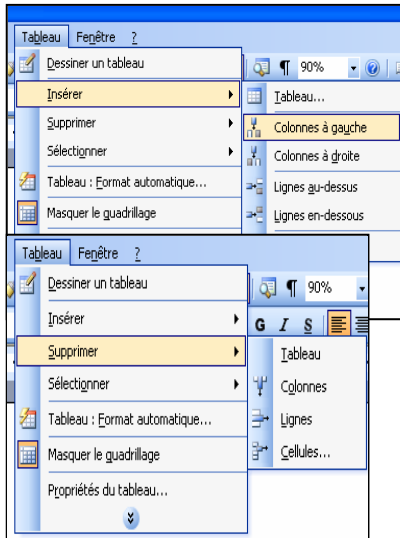 Tableau Fenêtre ?
Dessiner un tableau
¶ 90%
Insérer
Tableau...
Supprimer
Colonnes à gauche
Sélectionner
Colonnes à droite
Tableau : Format automatique...
Lignes au-dessus
Masquer le quadrillage
Lignes en-dessous
Tableau Fenêtre ?
Dessiner un tableau
¶ 90%
Insérer
G I S
Supprimer
Tableau
Sélectionner
Colonnes
Tableau : Format automatique...
Lignes
Masquer le quadrillage
Cellules...
Propriétés du tableau...